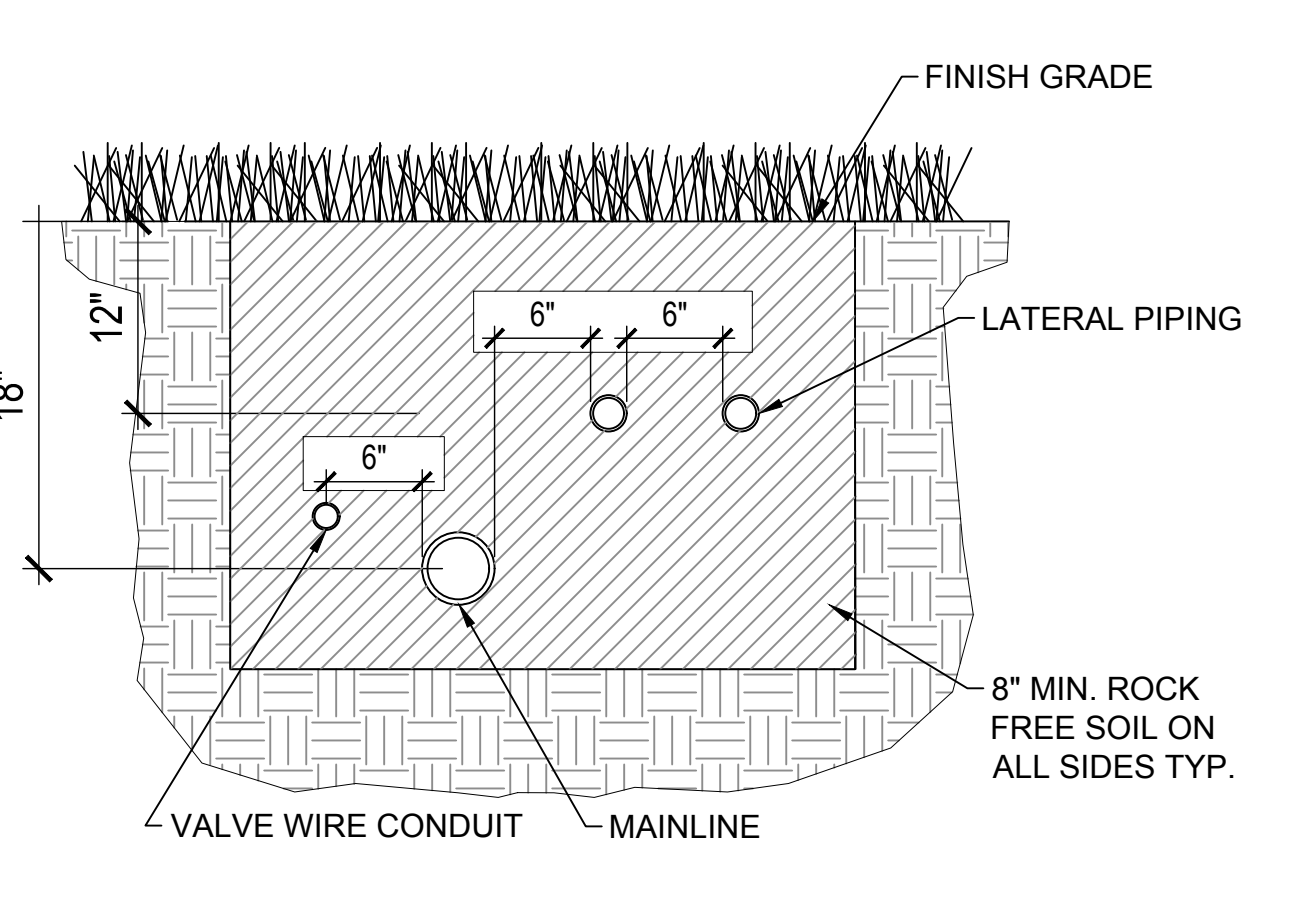 FINISH GRADE
12"
6"
6"
LATERAL PIPING
18"
6"
8" MIN. ROCK
FREE SOIL ON
ALL SIDES TYP.
VALVE WIRE CONDUIT
MAINLINE